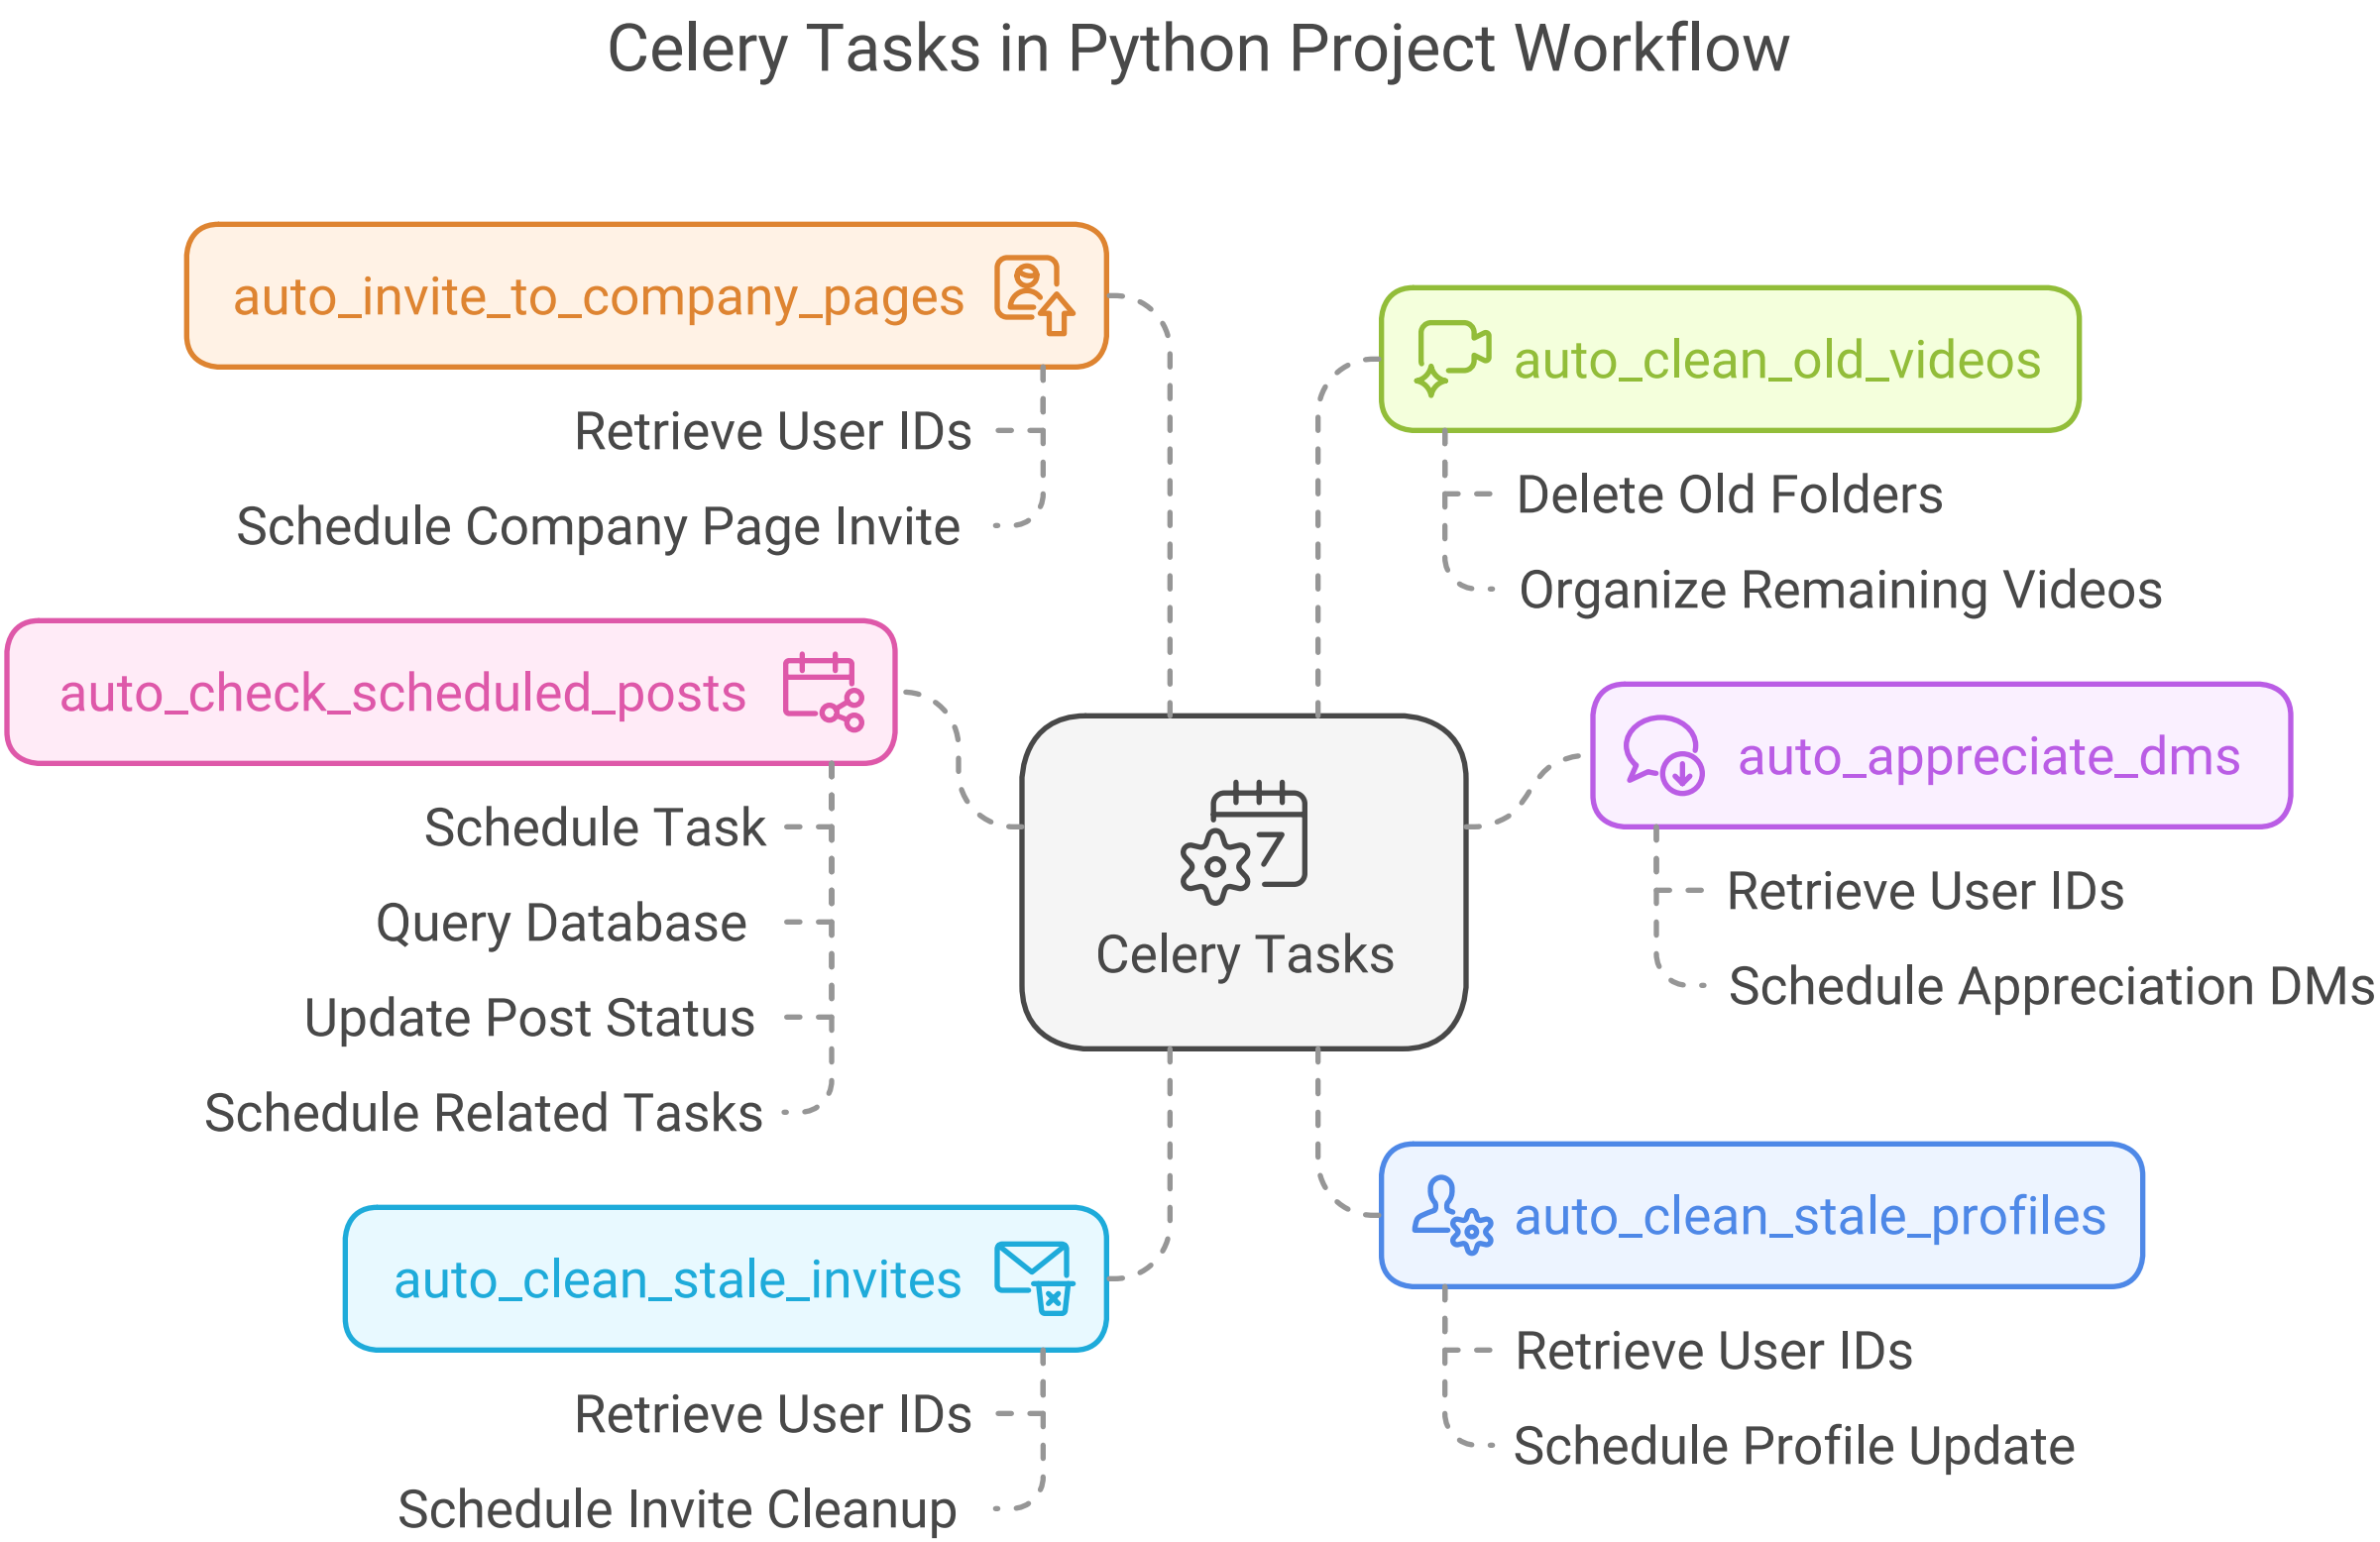 Celery Tasks in Python Project Workflow
auto_invite_to_company_pages
Retrieve User IDs
Schedule Company Page Invite
auto_check_scheduled_posts
Schedule Task
Query Database
Update Post Status
Schedule Related Tasks
auto_clean_stale_invites
Retrieve User IDs
Schedule Invite Cleanup
7
Celery Tasks
auto_clean_old_videos
Delete Old Folders
Organize Remaining Videos
auto_appreciate_dms
Retrieve User IDs
Schedule Appreciation DMs
auto_clean_stale_profiles
Retrieve User IDs
Schedule Profile Update